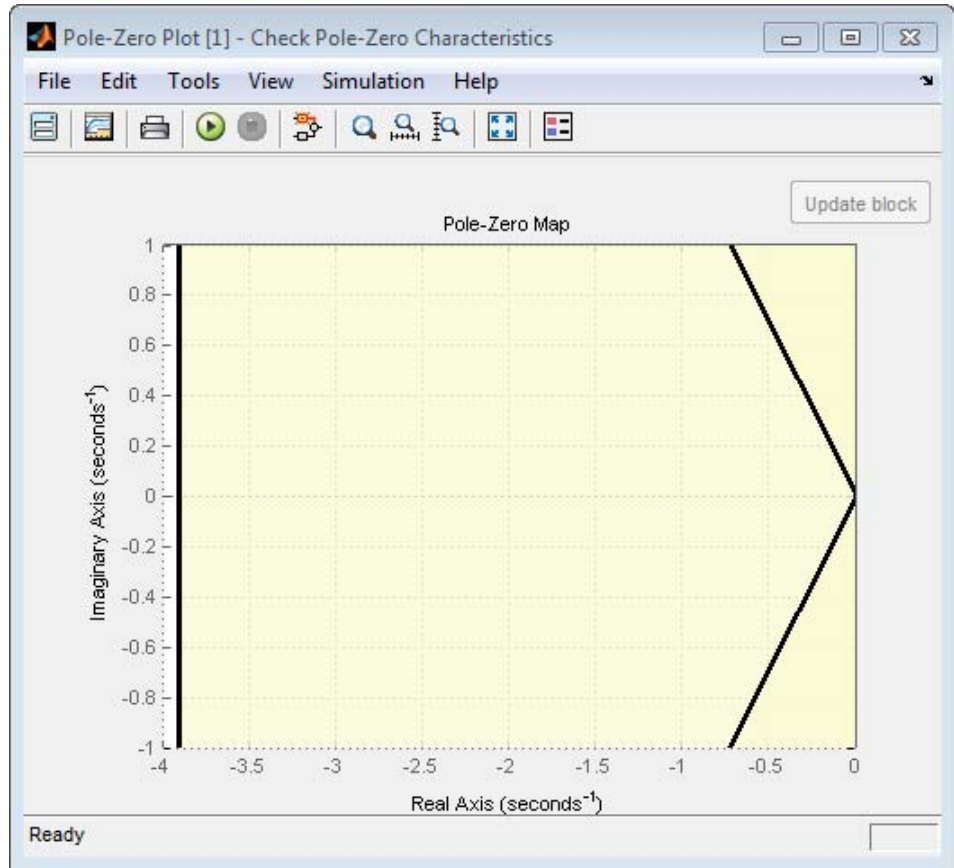 Pole-Zero Plot [1] - Check Pole-Zero Characteristics
File Edit Tools View Simulation Help
Update block
Pole-Zero Map
1
0.8
0.6
0.4
0.2
0
-0.2
-0.4
-0.6
-0.8
-1
Imaginary Axis (seconds⁻¹)
-4 -3.5 -3 -2.5 -2 -1.5 -1 -0.5 0
Real Axis (seconds⁻¹)
Ready